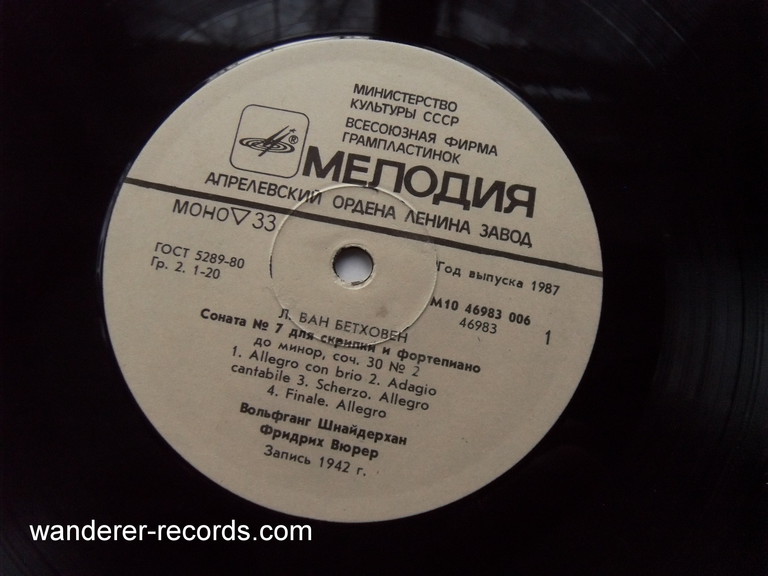 МИНИСТЕРСТВО
КУЛЬТУРЫ СССР
ВСЕСОЮЗНАЯ ФИРМА
ГРАМПЛАСТИНОК
®
МЕЛОДИЯ
АПРЕЛЕВСКИЙ ОРДЕНА ЛЕНИНА ЗАВОД
МОНО▽33
ГОСТ 5289-80
Гр. 2. 1-20
Год выпуска 1987
М10 46983 006
46983
1
Л. ВАН БЕТХОВЕН
Соната № 7 для скрипки и фортепиано
до минор, соч. 30 № 2
1. Allegro con brio 2. Adagio
cantabile 3. Scherzo. Allegro
4. Finale. Allegro
Вольфганг Шнайдерхан
Фридрих Вюрер
Запись 1942 г.
wanderer-records.com